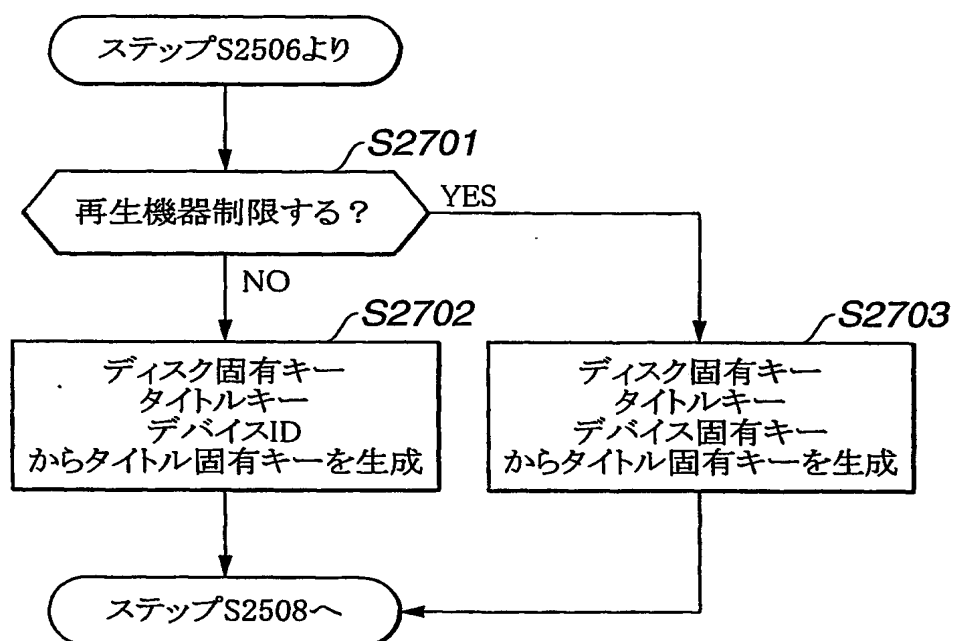 ステップS2506より
S2701
再生機器制限する?
YES
NO
S2702
ディスク固有キー
タイトルキー
デバイスID
からタイトル固有キーを生成
S2703
ディスク固有キー
タイトルキー
デバイス固有キー
からタイトル固有キーを生成
ステップS2508へ